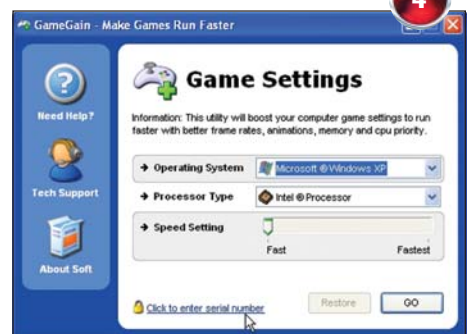 4
GameGain - Make Games Run Faster
Need Help?
Tech Support
About Soft
Game Settings
Information: This utility will boost your computer game settings to run
faster with better frame rates, animations, memory and cpu priority.
Operating System
Microsoft ® Windows XP
Processor Type
Intel ® Processor
Speed Setting
Fast
Fastest
Click to enter serial number
Restore
GO